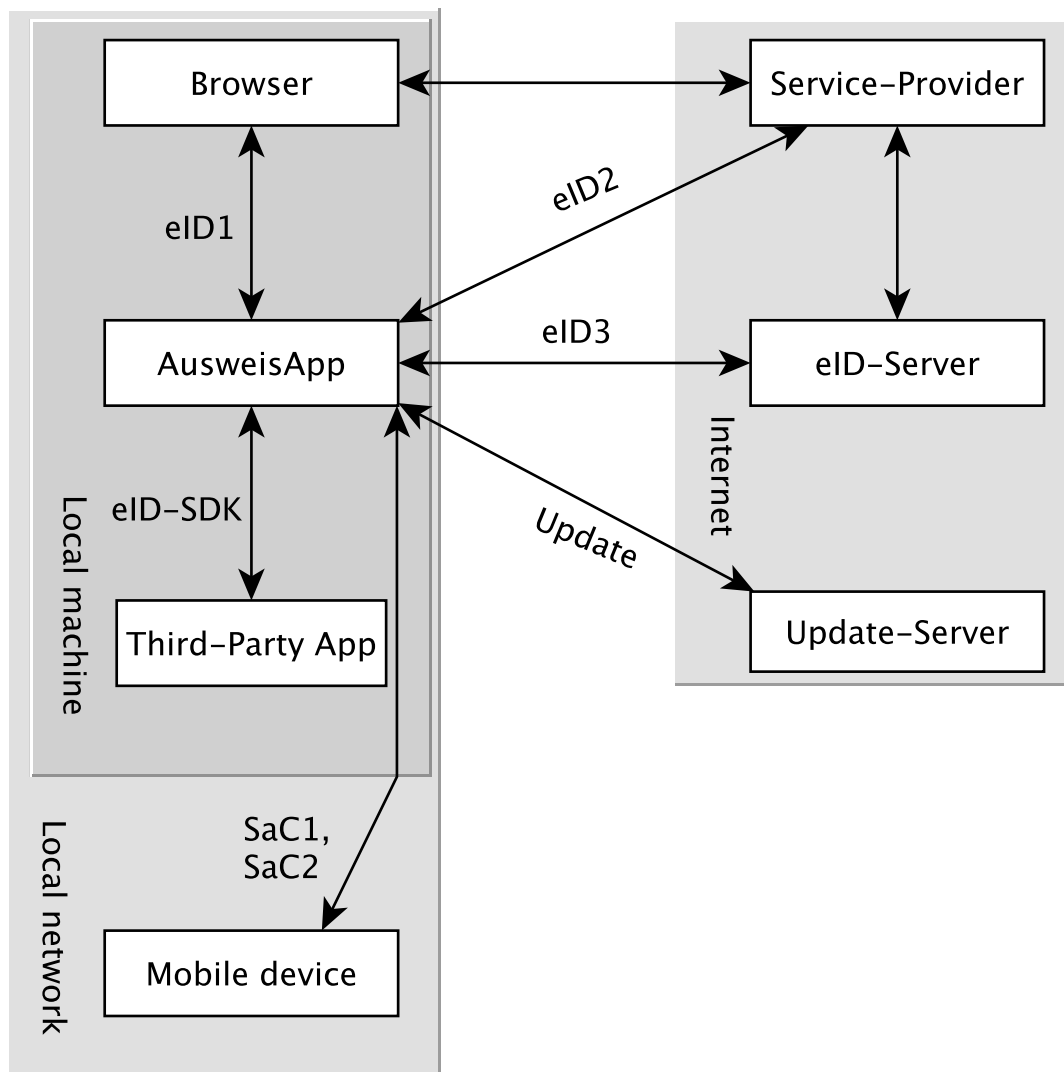 Browser
Service–Provider
eID1
eID2
AusweisApp
eID3
eID–Server
eID–SDK
Local machine
Internet
Update
Third–Party App
Update–Server
SaC1,
SaC2
Local network
Mobile device